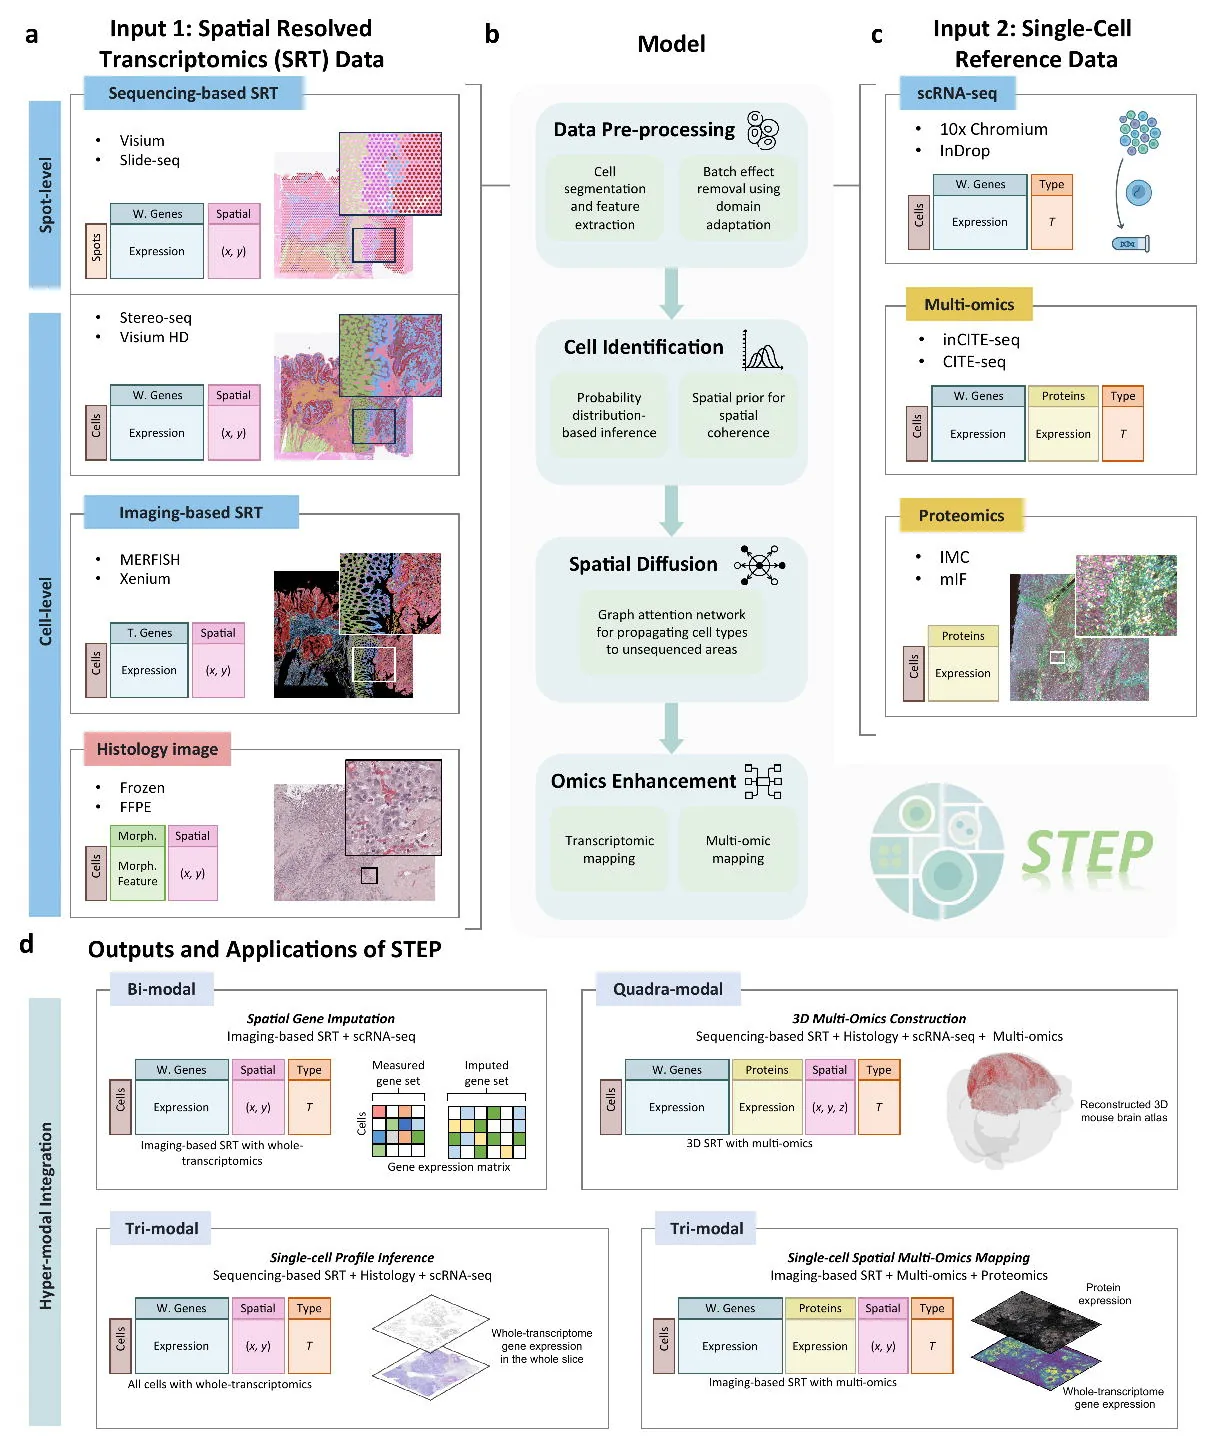 a
Input 1: Spatial Resolved
Transcriptomics (SRT) Data
Spot-level
Cell-level
Sequencing-based SRT
• Visium
• Slide-seq
Spots
W. Genes
Spatial
Expression
(x, y)
• Stereo-seq
• Visium HD
Cells
W. Genes
Spatial
Expression
(x, y)
Imaging-based SRT
• MERFISH
• Xenium
Cells
T. Genes
Spatial
Expression
(x, y)
Histology image
• Frozen
• FFPE
Cells
Morph.
Spatial
Morph.
Feature
(x, y)
b
Model
Data Pre-processing
Cell
segmentation
and feature
extraction
Batch effect
removal using
domain
adaptation
Cell Identification
Probability
distribution-
based inference
Spatial prior for
spatial
coherence
Spatial Diffusion
Graph attention network
for propagating cell types
to unsequenced areas
Omics Enhancement
Transcriptomic
mapping
Multi-omic
mapping
c
Input 2: Single-Cell
Reference Data
scRNA-seq
• 10x Chromium
• InDrop
Cells
W. Genes
Type
Expression
T
Multi-omics
• inCITE-seq
• CITE-seq
Cells
W. Genes
Proteins
Type
Expression
Expression
T
Proteomics
• IMC
• mIF
Cells
Proteins
Expression
STEP
d
Outputs and Applications of STEP
Hyper-modal Integration
Bi-modal
Spatial Gene Imputation
Imaging-based SRT + scRNA-seq
Cells
W. Genes
Spatial
Type
Expression
(x, y)
T
Imaging-based SRT with whole-
transcriptomics
Measured
gene set
Imputed
gene set
Cells
Gene expression matrix
Quadra-modal
3D Multi-Omics Construction
Sequencing-based SRT + Histology + scRNA-seq + Multi-omics
Cells
W. Genes
Proteins
Spatial
Type
Expression
Expression
(x, y, z)
T
3D SRT with multi-omics
Reconstructed 3D
mouse brain atlas
Tri-modal
Single-cell Profile Inference
Sequencing-based SRT + Histology + scRNA-seq
Cells
W. Genes
Spatial
Type
Expression
(x, y)
T
All cells with whole-transcriptomics
Whole-transcriptome
gene expression
in the whole slice
Tri-modal
Single-cell Spatial Multi-Omics Mapping
Imaging-based SRT + Multi-omics + Proteomics
Cells
W. Genes
Proteins
Spatial
Type
Expression
Expression
(x, y)
T
Imaging-based SRT with multi-omics
Protein
expression
Whole-transcriptome
gene expression